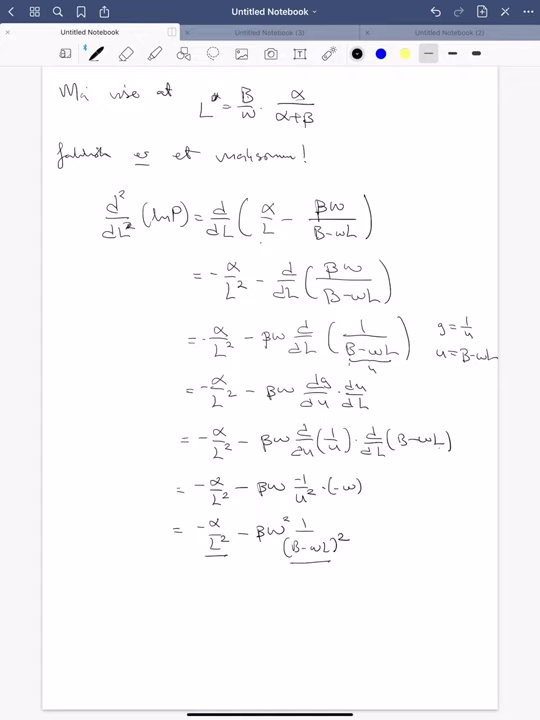 Untitled Notebook
Untitled Notebook
Untitled Notebook (3)
Untitled Notebook (2)
Må vise at L* = B/w · α/(α+β)
faktisk er et maksimum!
d²/dL² (ln P) = d/dL ( α/L − βw/(B−wL) )
= −α/L² − d/dL ( βw/(B−wL) )
= −α/L² − βw d/dL ( 1/(B−wL) ) g = 1/u
u u = B−wL
= −α/L² − βw dg/du · du/dL
= −α/L² − βw d/du (1/u) · d/dL (B−wL)
= −α/L² − βw −1/u² · (−w)
= −α/L² − βw² 1/(B−wL)²